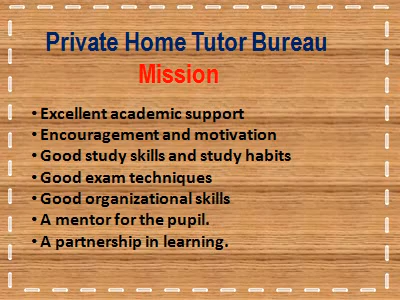 Private Home Tutor Bureau
Mission
• Excellent academic support
• Encouragement and motivation
• Good study skills and study habits
• Good exam techniques
• Good organizational skills
• A mentor for the pupil.
• A partnership in learning.